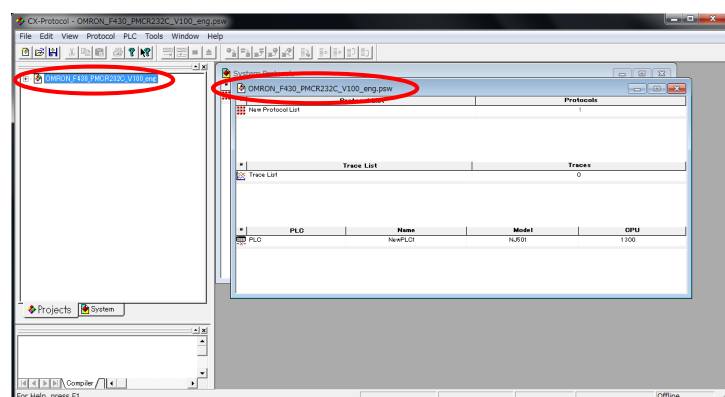 CX-Protocol - OMRON_F430_PMCR232C_V100_eng.psw
File Edit View Protocol PLC Tools Window Help
OMRON_F430_PMCR232C_V100_eng
OMRON_F430_PMCR232C_V100_eng.psw
* Protocol List Protocols
New Protocol List 1
* Trace List Traces
Trace List 0
* PLC Name Model CPU
PLC NewPLC1 NJ501 1300
Projects System
Compiler
For Help, press F1 Offline